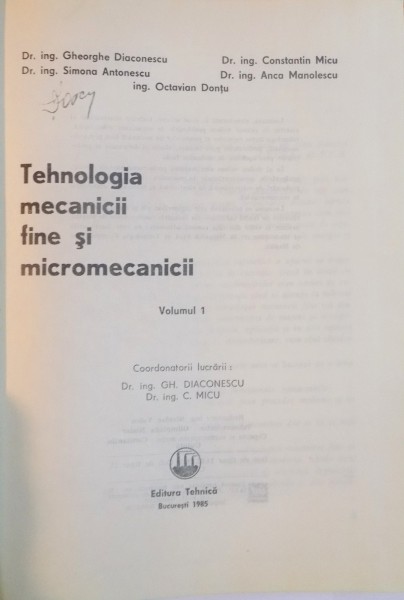 Dr. ing. Gheorghe Diaconescu Dr. ing. Constantin Micu
Dr. ing. Simona Antonescu Dr. ing. Anca Manolescu
ing. Octavian Donțu
Tehnologia
mecanicii
fine și
micromecanicii
Volumul 1
Coordonatorii lucrării :
Dr. ing. GH. DIACONESCU
Dr. ing. C. MICU
Editura Tehnică
București 1985